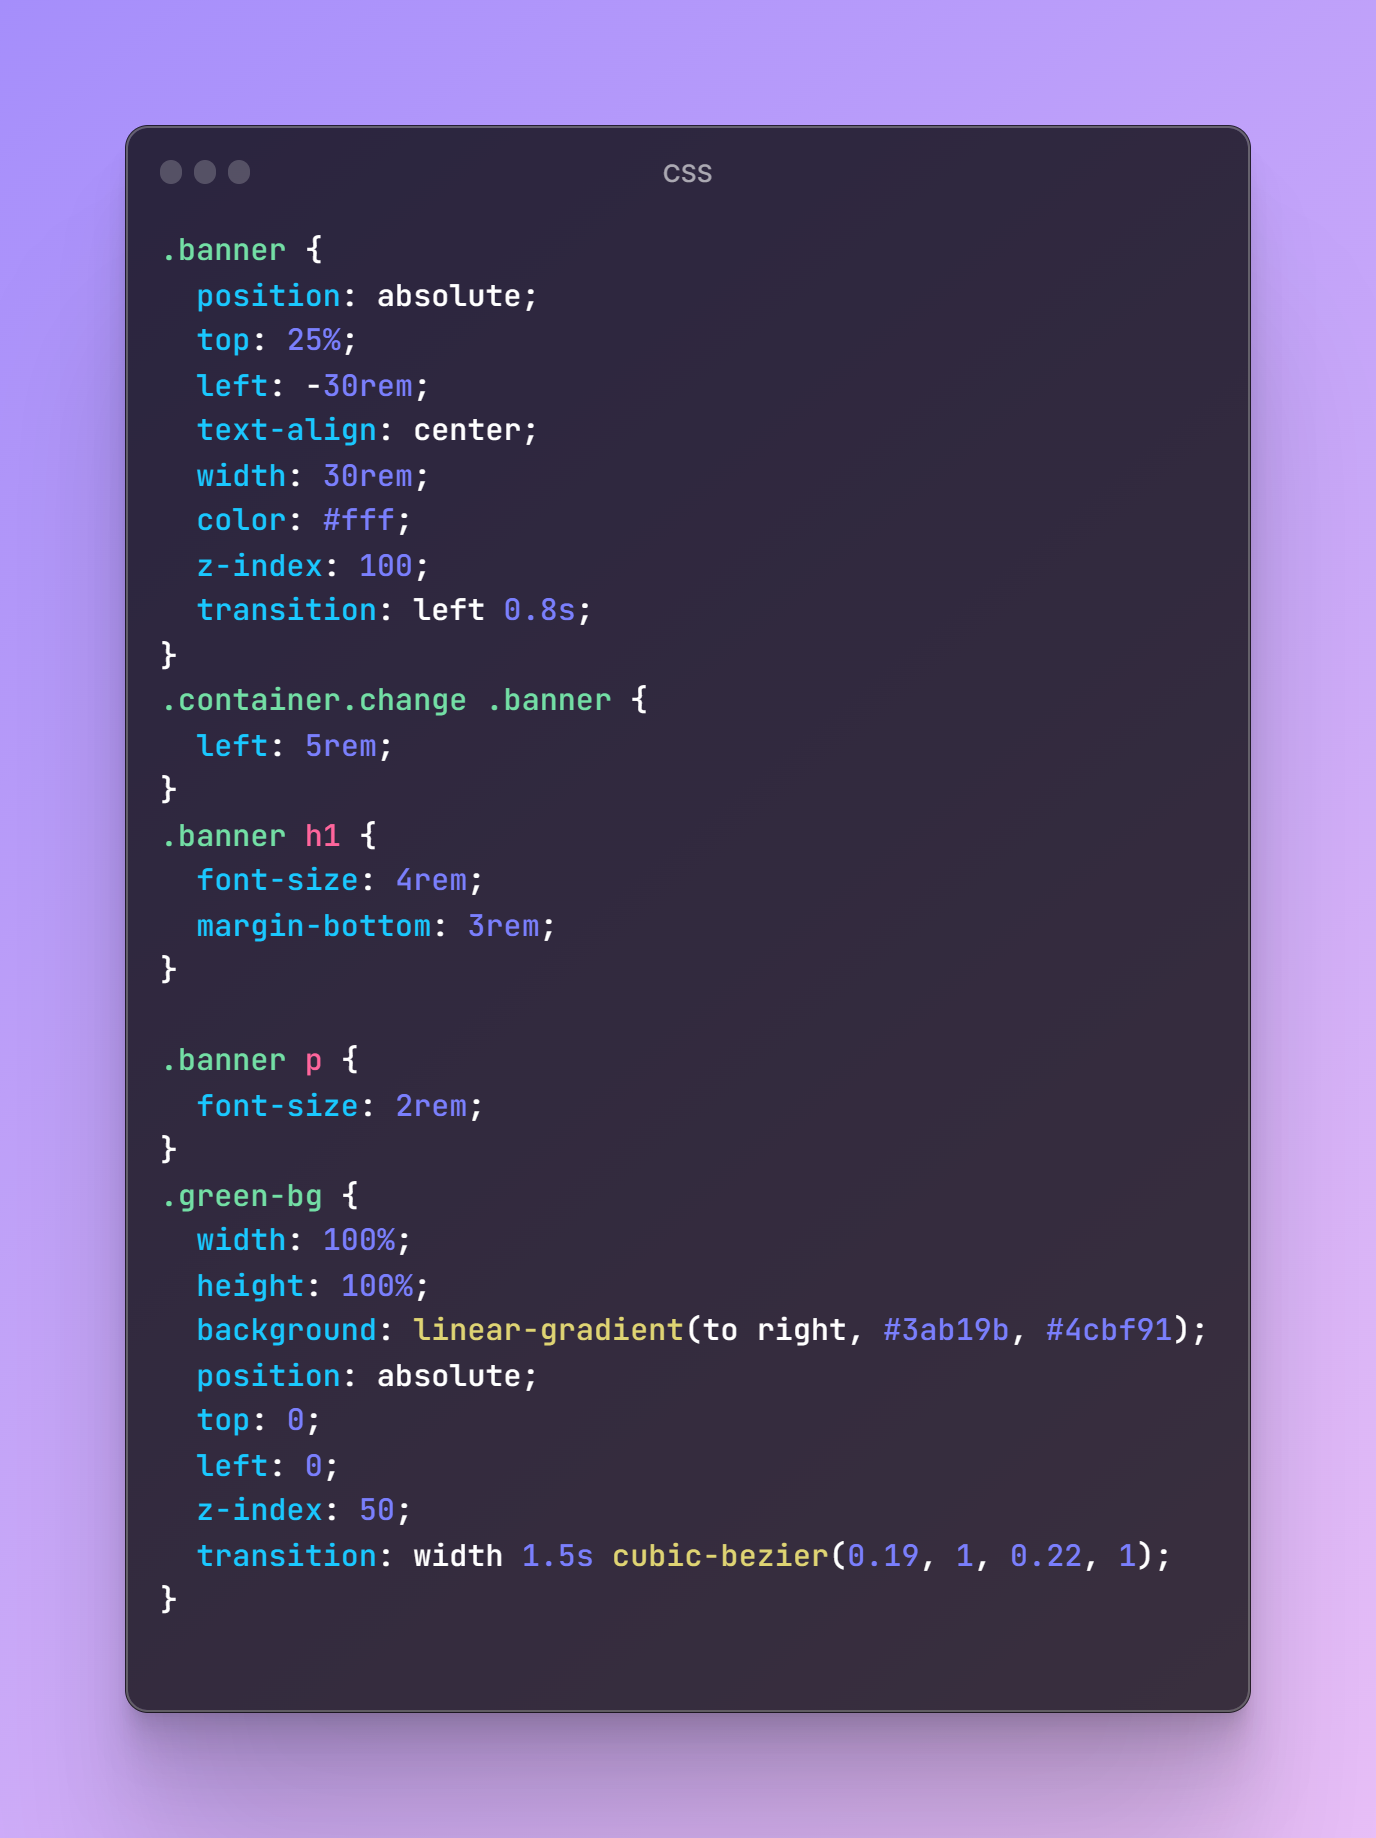 css
.banner {
  position: absolute;
  top: 25%;
  left: -30rem;
  text-align: center;
  width: 30rem;
  color: #fff;
  z-index: 100;
  transition: left 0.8s;
}
.container.change .banner {
  left: 5rem;
}
.banner h1 {
  font-size: 4rem;
  margin-bottom: 3rem;
}

.banner p {
  font-size: 2rem;
}
.green-bg {
  width: 100%;
  height: 100%;
  background: linear-gradient(to right, #3ab19b, #4cbf91);
  position: absolute;
  top: 0;
  left: 0;
  z-index: 50;
  transition: width 1.5s cubic-bezier(0.19, 1, 0.22, 1);
}